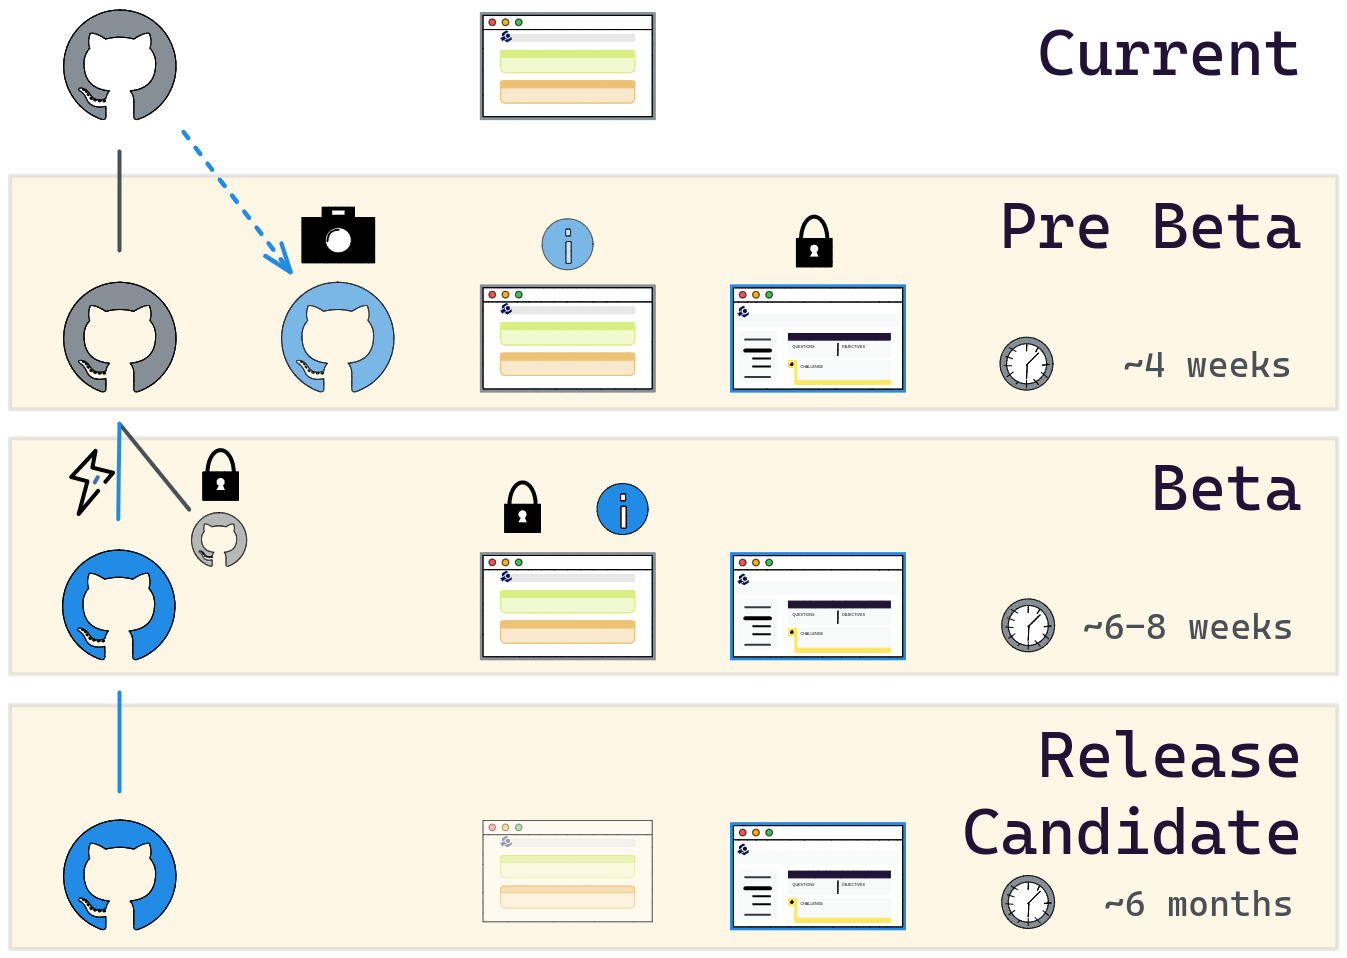 Current
Pre Beta
QUESTIONS
OBJECTIVES
CHALLENGE
~4 weeks
Beta
QUESTIONS
OBJECTIVES
CHALLENGE
~6–8 weeks
Release
Candidate
QUESTIONS
OBJECTIVES
CHALLENGE
~6 months